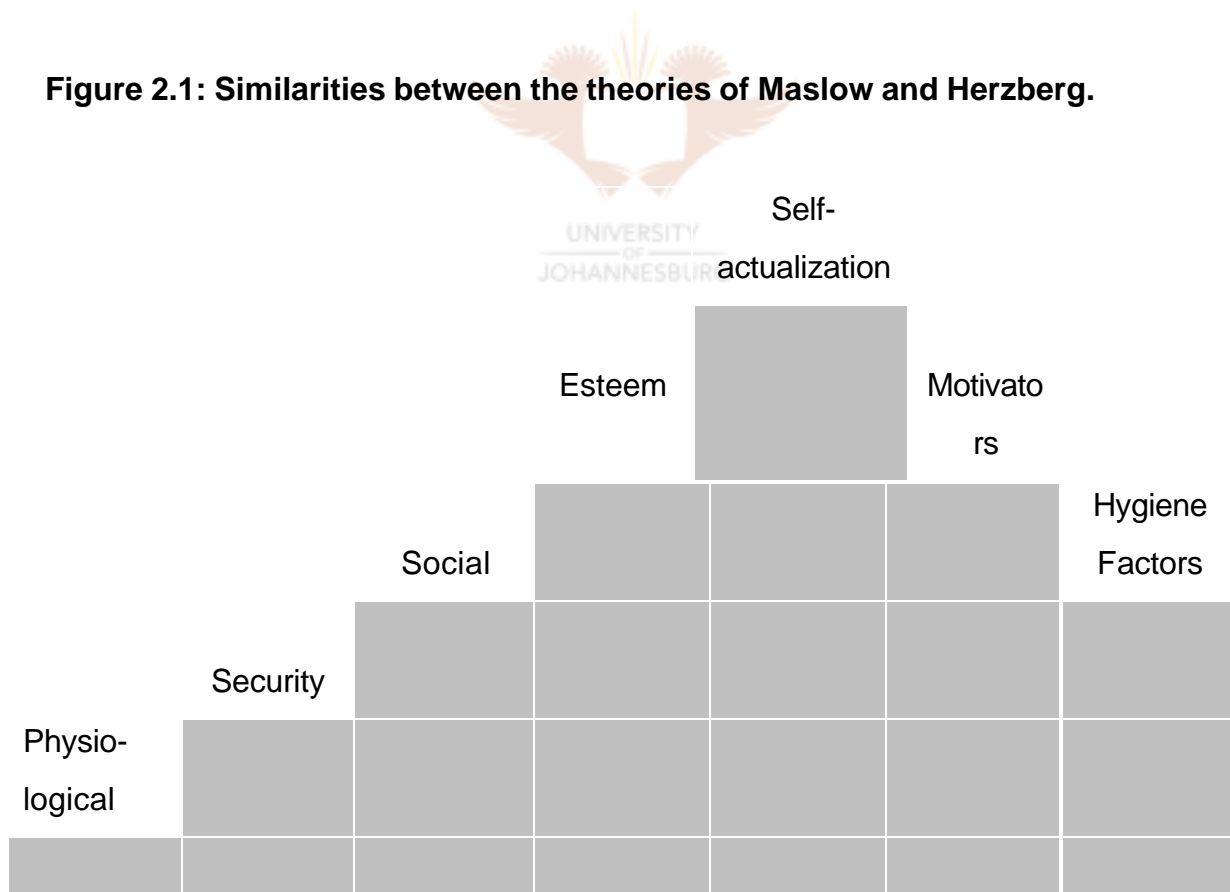 Figure 2.1: Similarities between the theories of Maslow and Herzberg.
UNIVERSITY
OF
JOHANNESBURG
Self-
actualization
Esteem
Motivato
rs
Hygiene
Factors
Social
Security
Physio-
logical